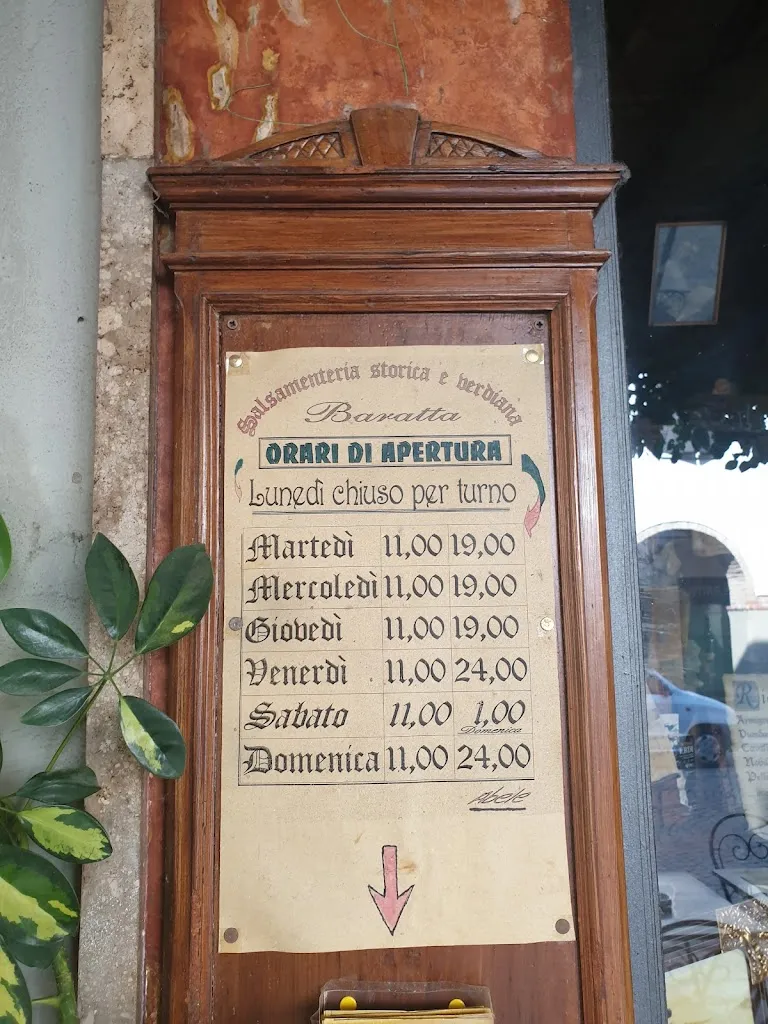 Salsamenteria storica e verdiana
Baratta
ORARI DI APERTURA
Lunedì chiuso per turno
Martedì 11,00 19,00
Mercoledì 11,00 19,00
Giovedì 11,00 19,00
Venerdì 11,00 24,00
Sabato 11,00 1,00
Domenica
Domenica 11,00 24,00
Abele